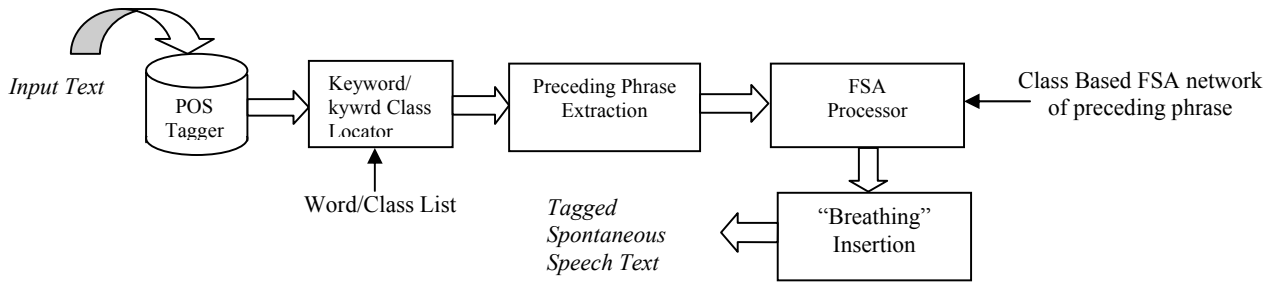 Input Text
POS
Tagger
Keyword/
kywrd Class
Locator
Word/Class List
Preceding Phrase
Extraction
FSA
Processor
Class Based FSA network
of preceding phrase
“Breathing”
Insertion
Tagged
Spontaneous
Speech Text